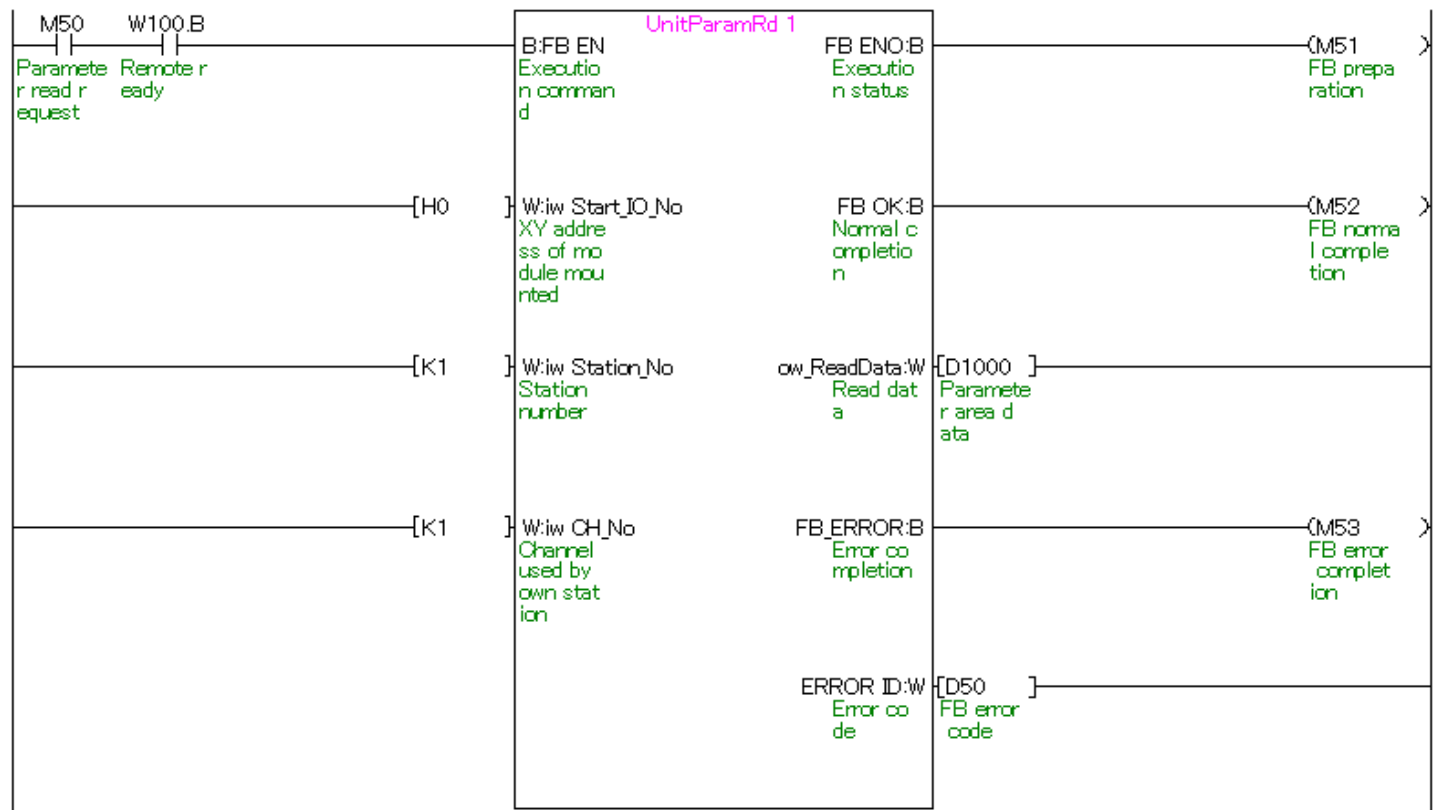 M50 W100.B UnitParamRd 1
B:FB EN FB ENO:B (M51 )
Paramete Remote r Executio Executio FB prepa
r read r eady n comman n status ration
equest d
[H0 ] W:iw Start_IO_No FB OK:B (M52 )
XY addre Normal c FB norma
ss of mo ompletio l comple
dule mou n tion
nted
[K1 ] W:iw Station_No ow_ReadData:W [D1000 ]
Station Read dat Paramete
number a r area d
ata
[K1 ] W:iw CH_No FB_ERROR:B (M53 )
Channel Error co FB error
used by mpletion complet
own stat ion
ion
ERROR ID:W [D50 ]
Error co FB error
de code